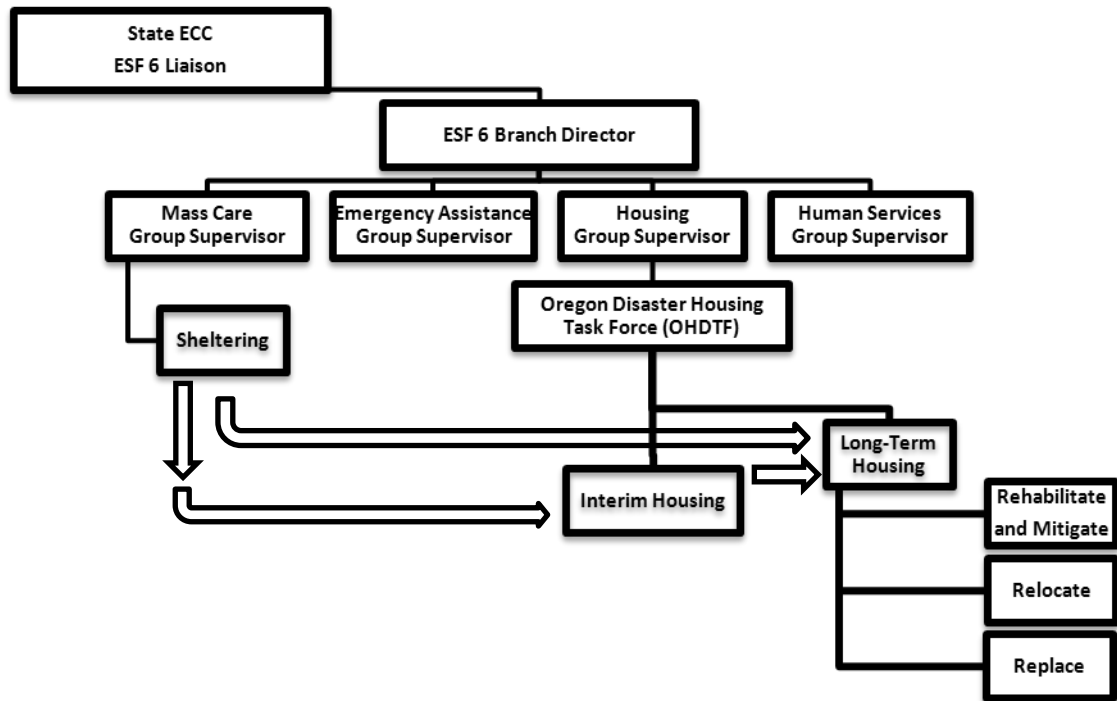 State ECC
ESF 6 Liaison
ESF 6 Branch Director
Mass Care
Group Supervisor
Emergency Assistance
Group Supervisor
Housing
Group Supervisor
Human Services
Group Supervisor
Oregon Disaster Housing
Task Force (OHDTF)
Sheltering
Long-Term
Housing
Interim Housing
Rehabilitate
and Mitigate
Relocate
Replace